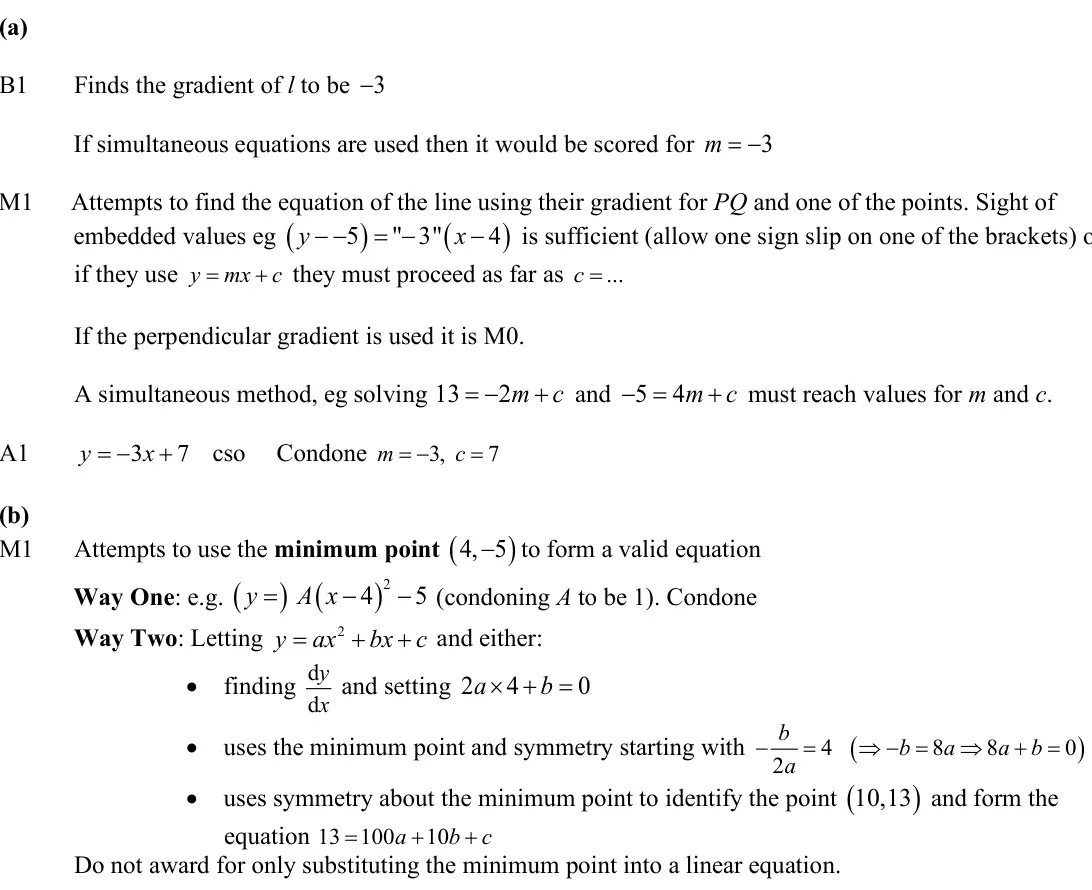 (a)
B1 Finds the gradient of l to be −3
If simultaneous equations are used then it would be scored for m = −3
M1 Attempts to find the equation of the line using their gradient for PQ and one of the points. Sight of
embedded values eg (y − −5) = "−3"(x − 4) is sufficient (allow one sign slip on one of the brackets) o
if they use y = mx + c they must proceed as far as c = ...
If the perpendicular gradient is used it is M0.
A simultaneous method, eg solving 13 = −2m + c and −5 = 4m + c must reach values for m and c.
A1 y = −3x + 7 cso Condone m = −3, c = 7
(b)
M1 Attempts to use the minimum point (4, −5) to form a valid equation
Way One: e.g. (y =) A(x − 4)² − 5 (condoning A to be 1). Condone
Way Two: Letting y = ax² + bx + c and either:
• finding dy/dx and setting 2a × 4 + b = 0
• uses the minimum point and symmetry starting with −b/2a = 4 (⇒ −b = 8a ⇒ 8a + b = 0)
• uses symmetry about the minimum point to identify the point (10,13) and form the
equation 13 = 100a + 10b + c
Do not award for only substituting the minimum point into a linear equation.